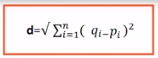 d=√ ∑ⁿᵢ₌₁( qᵢ-pᵢ )²